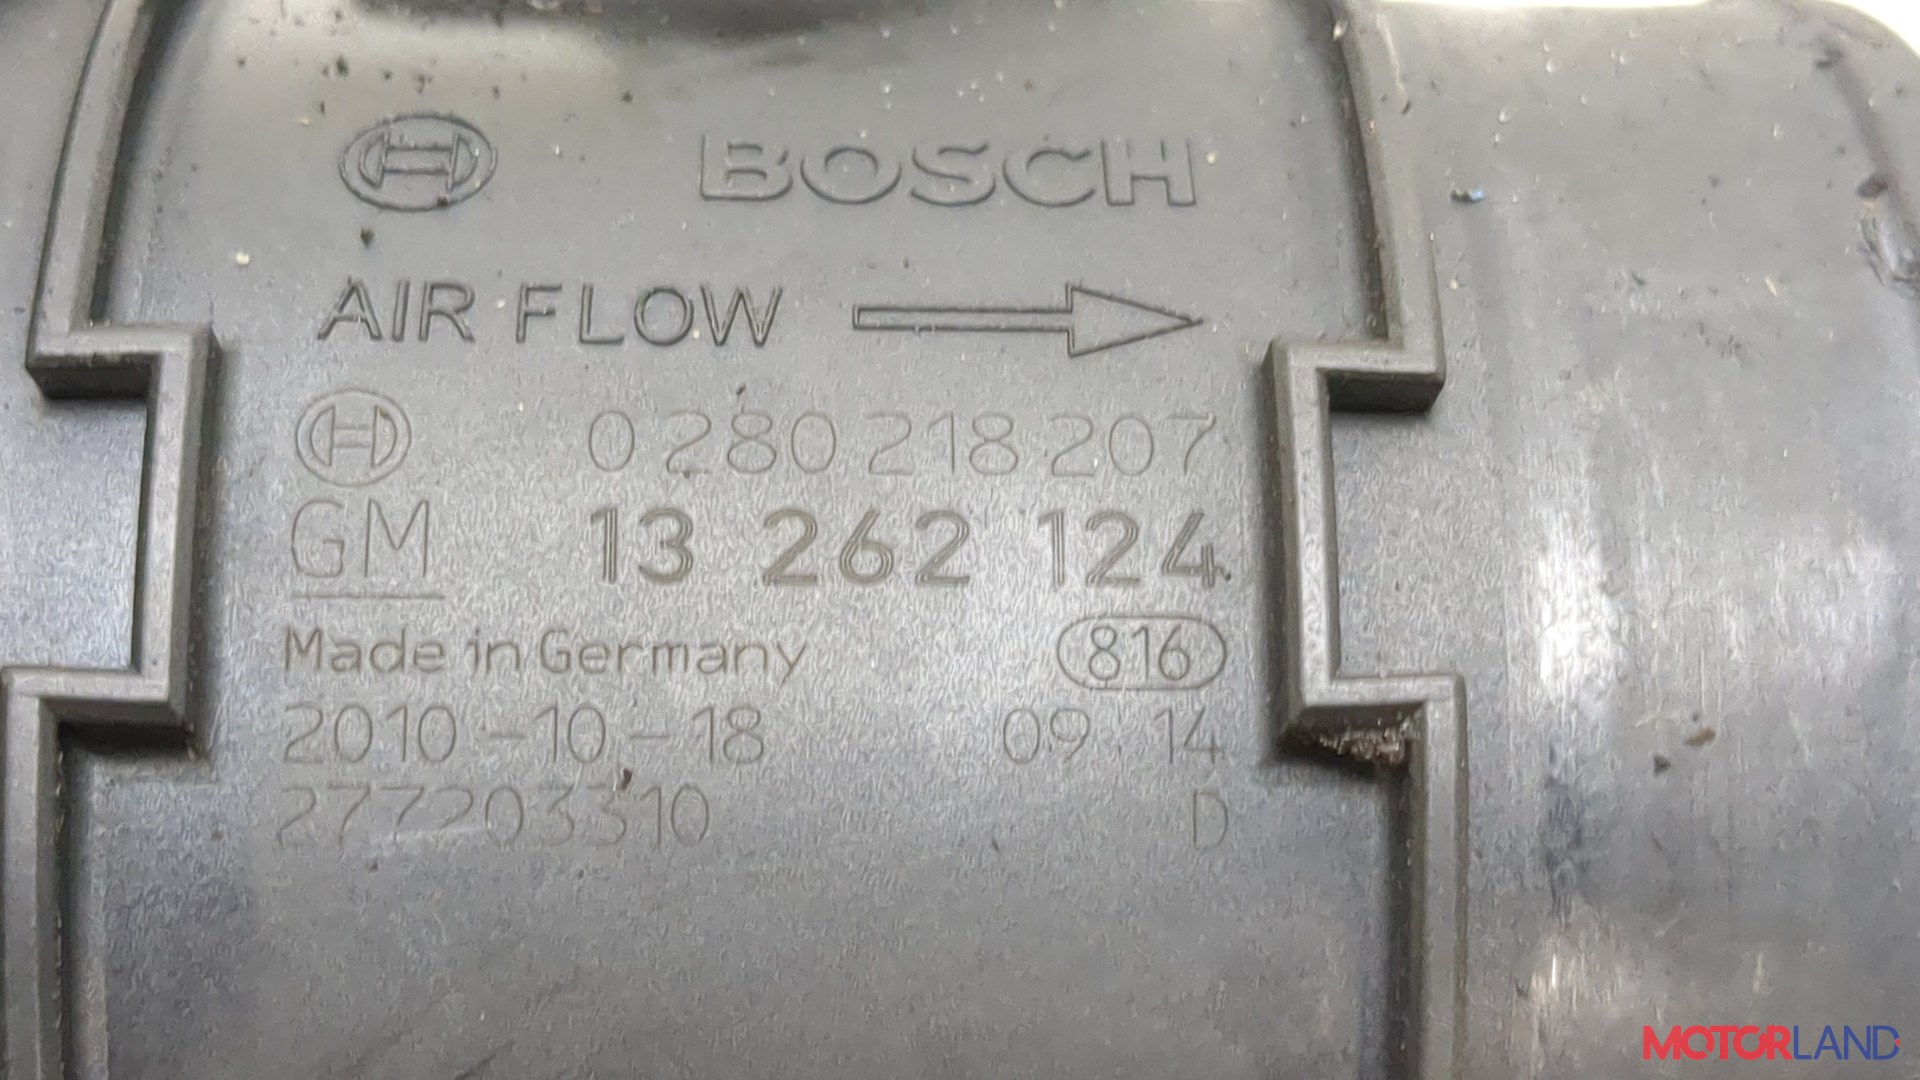 BOSCH
AIR FLOW
0 280 218 207
GM 13 262 124
Made in Germany 816
2010-10-18 09 14
277203310 D
MOTORLAND